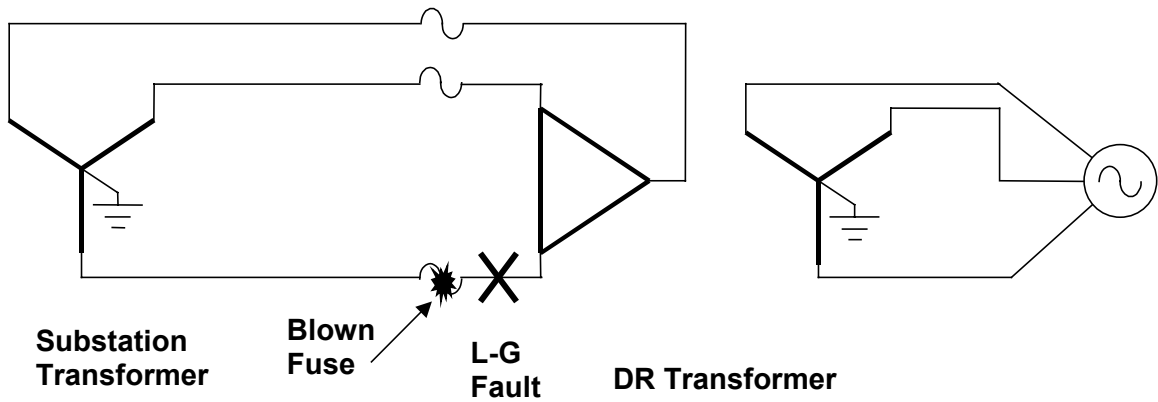 Substation
Transformer
Blown
Fuse
L-G
Fault
DR Transformer